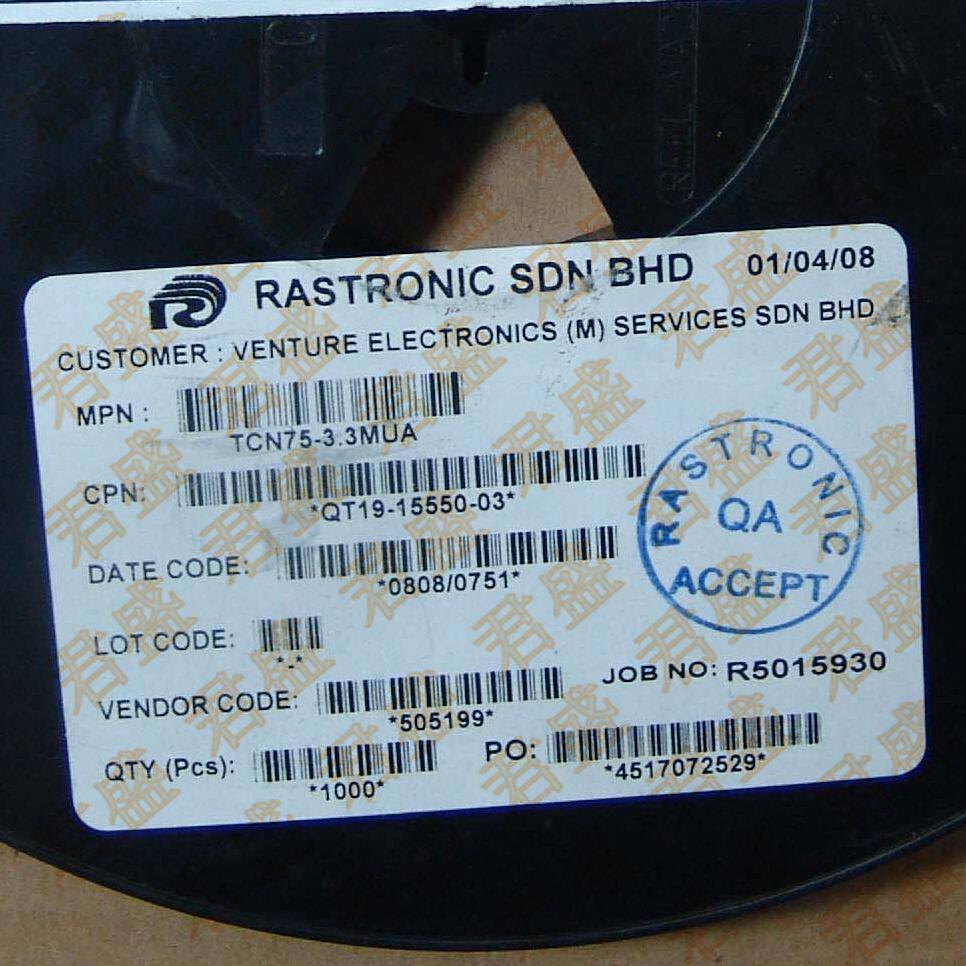 RASTRONIC SDN BHD 01/04/08
CUSTOMER : VENTURE ELECTRONICS (M) SERVICES SDN BHD
MPN :
TCN75-3.3MUA
CPN:
*QT19-15550-03*
DATE CODE:
*0808/0751*
LOT CODE:
*-*
VENDOR CODE:
*505199*
JOB NO: R5015930
QTY (Pcs):
*1000*
PO:
*4517072529*
RASTRONIC
QA
ACCEPT
君盛